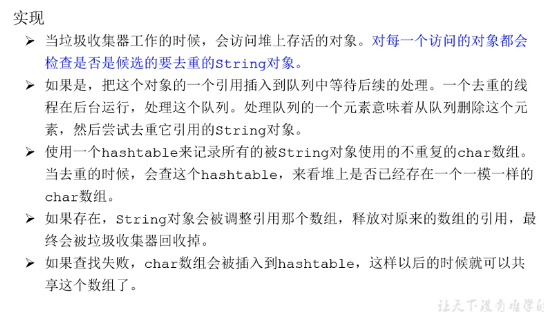 实现
➤ 当垃圾收集器工作的时候，会访问堆上存活的对象。对每一个访问的对象都会
检查是否是候选的要去重的String对象。
➤ 如果是，把这个对象的一个引用插入到队列中等待后续的处理。一个去重的线
程在后台运行，处理这个队列。处理队列的一个元素意味着从队列删除这个元
素，然后尝试去重它引用的String对象。
➤ 使用一个hashtable来记录所有的被String对象使用的不重复的char数组。
当去重的时候，会查这个hashtable，来看堆上是否已经存在一个一模一样的
char数组。
➤ 如果存在，String对象会被调整引用那个数组，释放对原来的数组的引用，最
终会被垃圾收集器回收掉。
➤ 如果查找失败，char数组会被插入到hashtable，这样以后的时候就可以共
享这个数组了。
让天下没有难学的